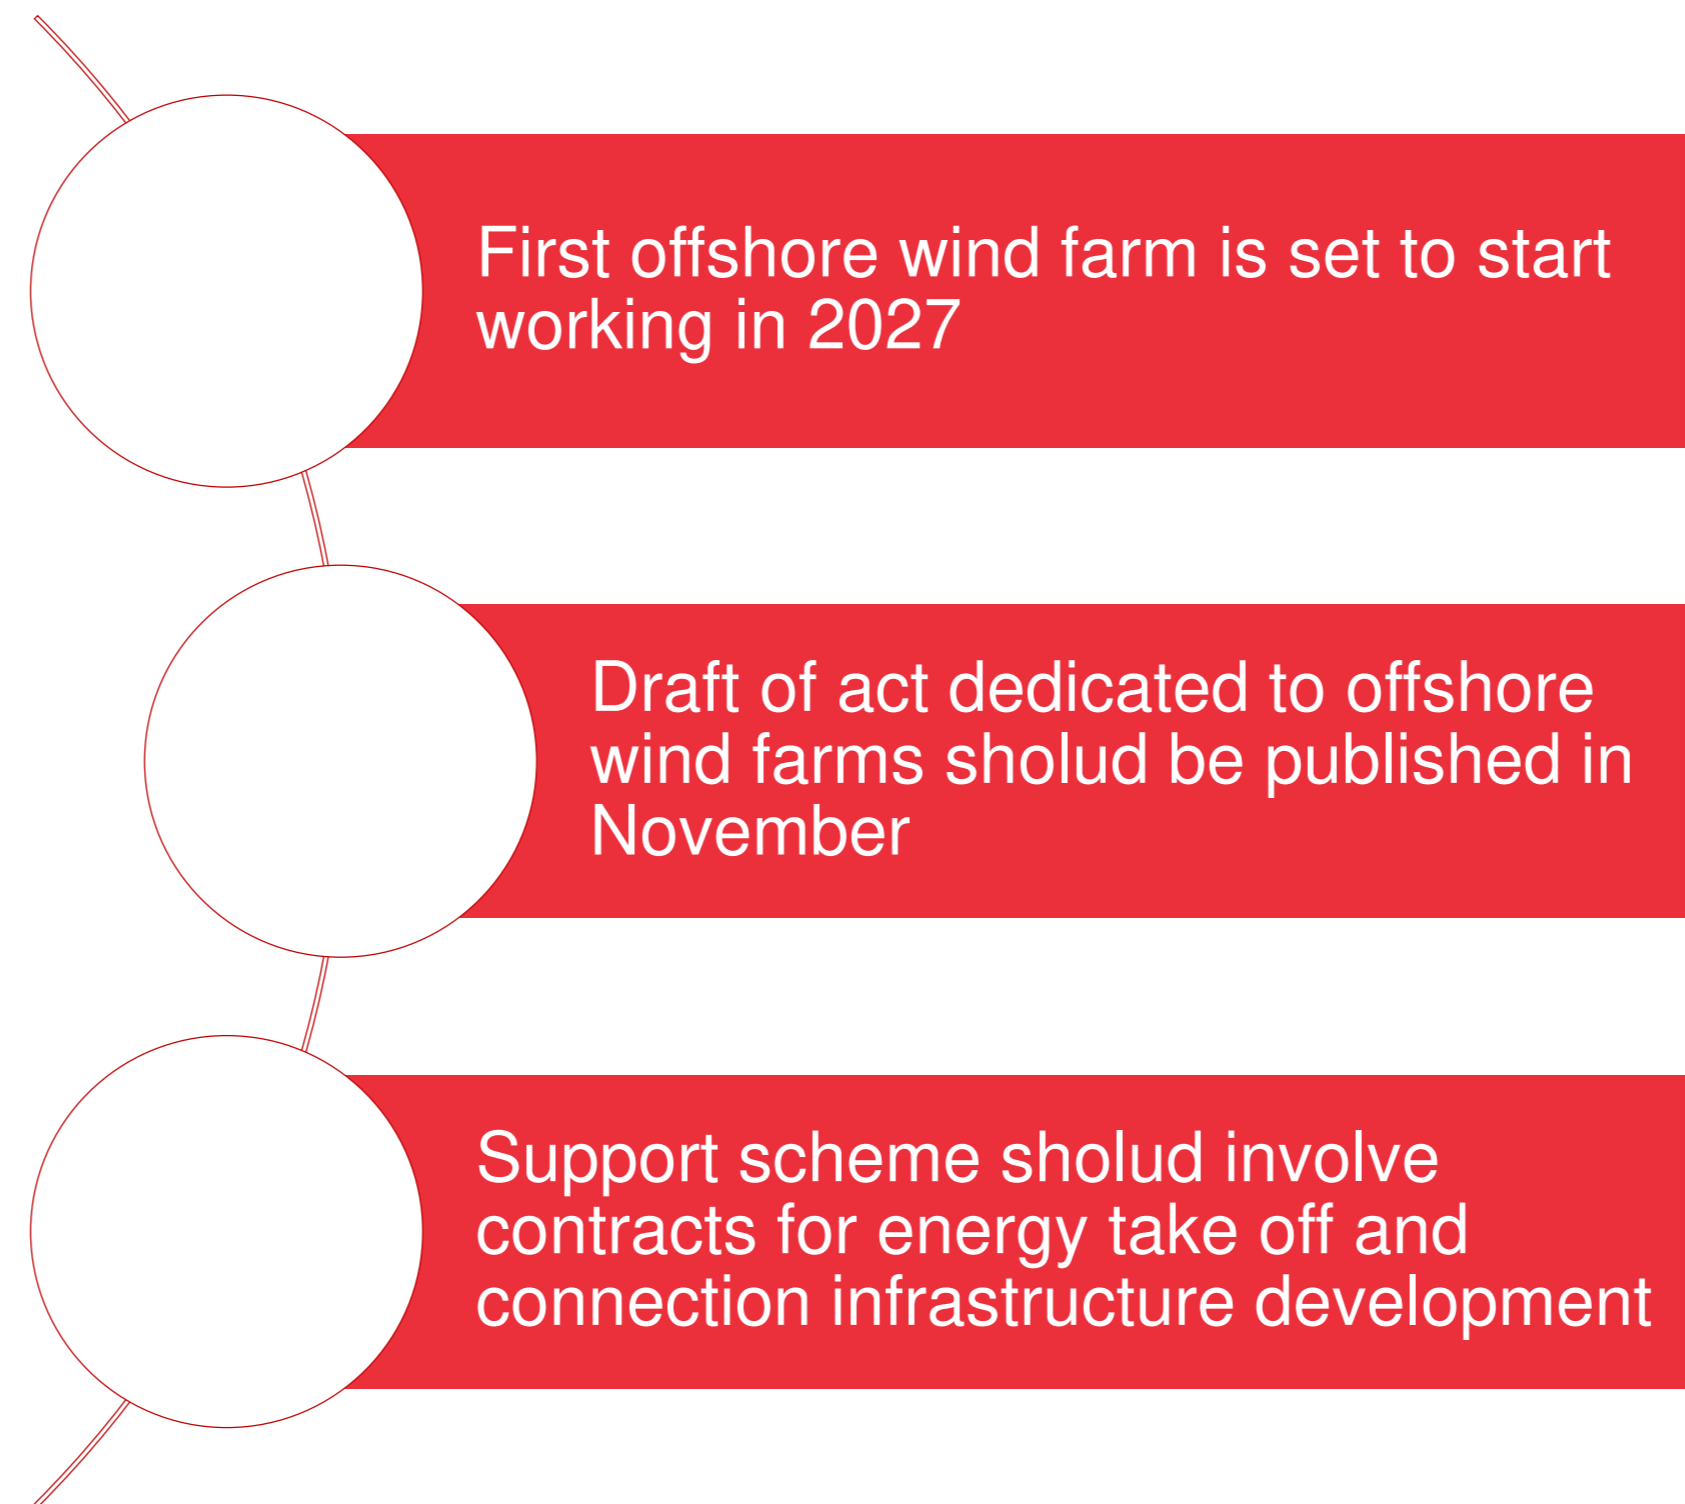 First offshore wind farm is set to start
working in 2027
Draft of act dedicated to offshore
wind farms sholud be published in
November
Support scheme sholud involve
contracts for energy take off and
connection infrastructure development